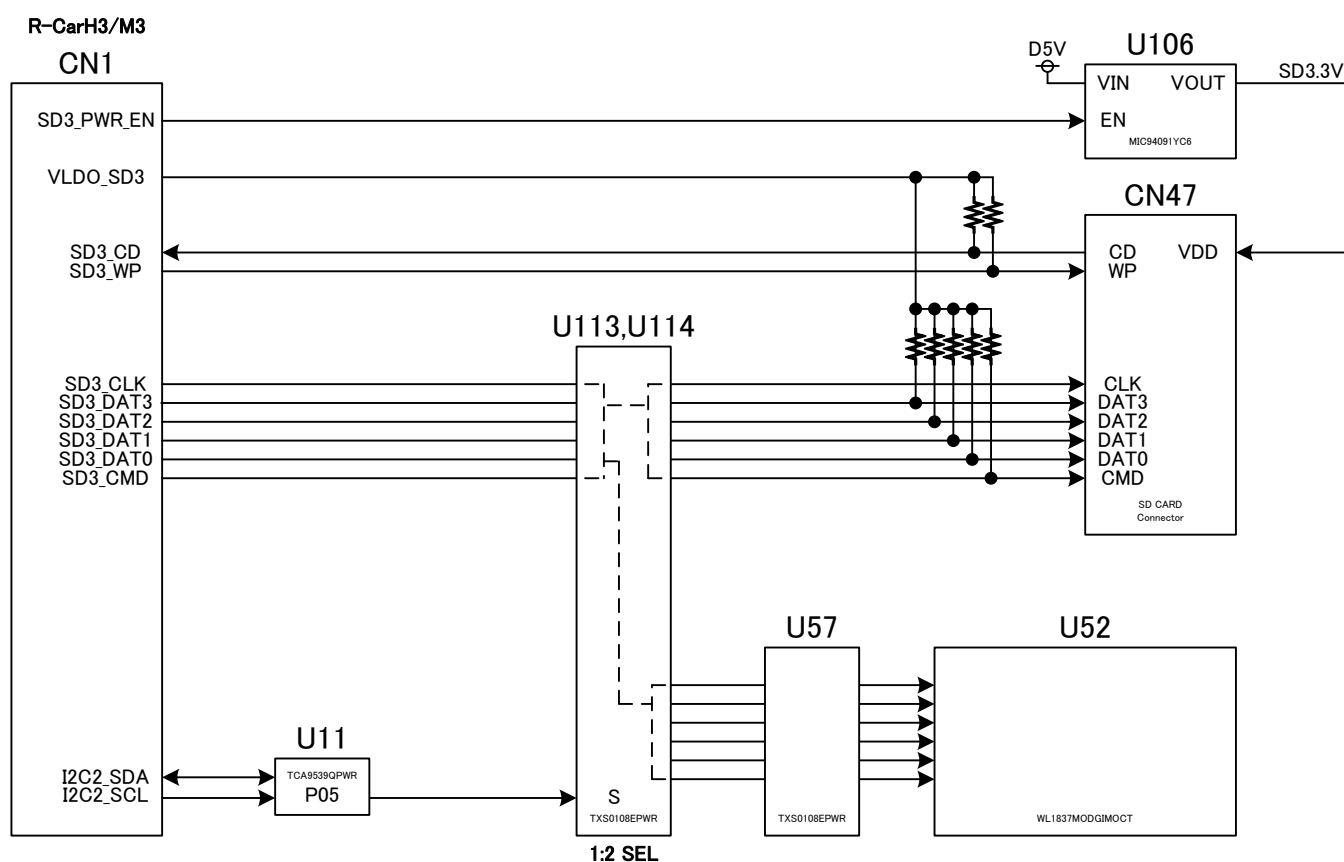 R-CarH3/M3
CN1
SD3_PWR_EN
VLDO_SD3
SD3_CD
SD3_WP
SD3_CLK
SD3_DAT3
SD3_DAT2
SD3_DAT1
SD3_DAT0
SD3_CMD
I2C2_SDA
I2C2_SCL
U11
TCA9539QPWR
P05
U113,U114
S
TXS0108EPWR
1:2 SEL
D5V
U106
VIN VOUT
EN
MIC94091YC6
SD3.3V
CN47
CD VDD
WP
CLK
DAT3
DAT2
DAT1
DAT0
CMD
SD CARD
Connector
U57
TXS0108EPWR
U52
WL1837MODGIMOCT